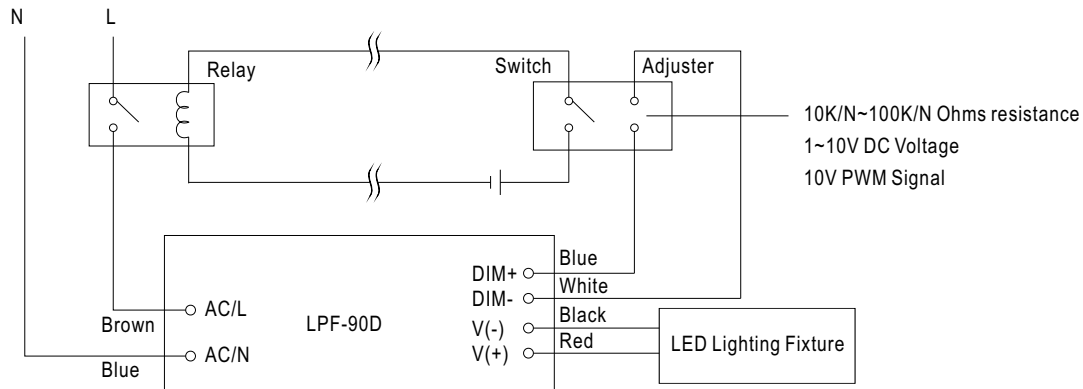 N
L
Relay
Switch
Adjuster
10K/N~100K/N Ohms resistance
1~10V DC Voltage
10V PWM Signal
Blue
DIM+
White
DIM-
Black
V(-)
Red
V(+)
AC/L
LPF-90D
LED Lighting Fixture
Brown
AC/N
Blue